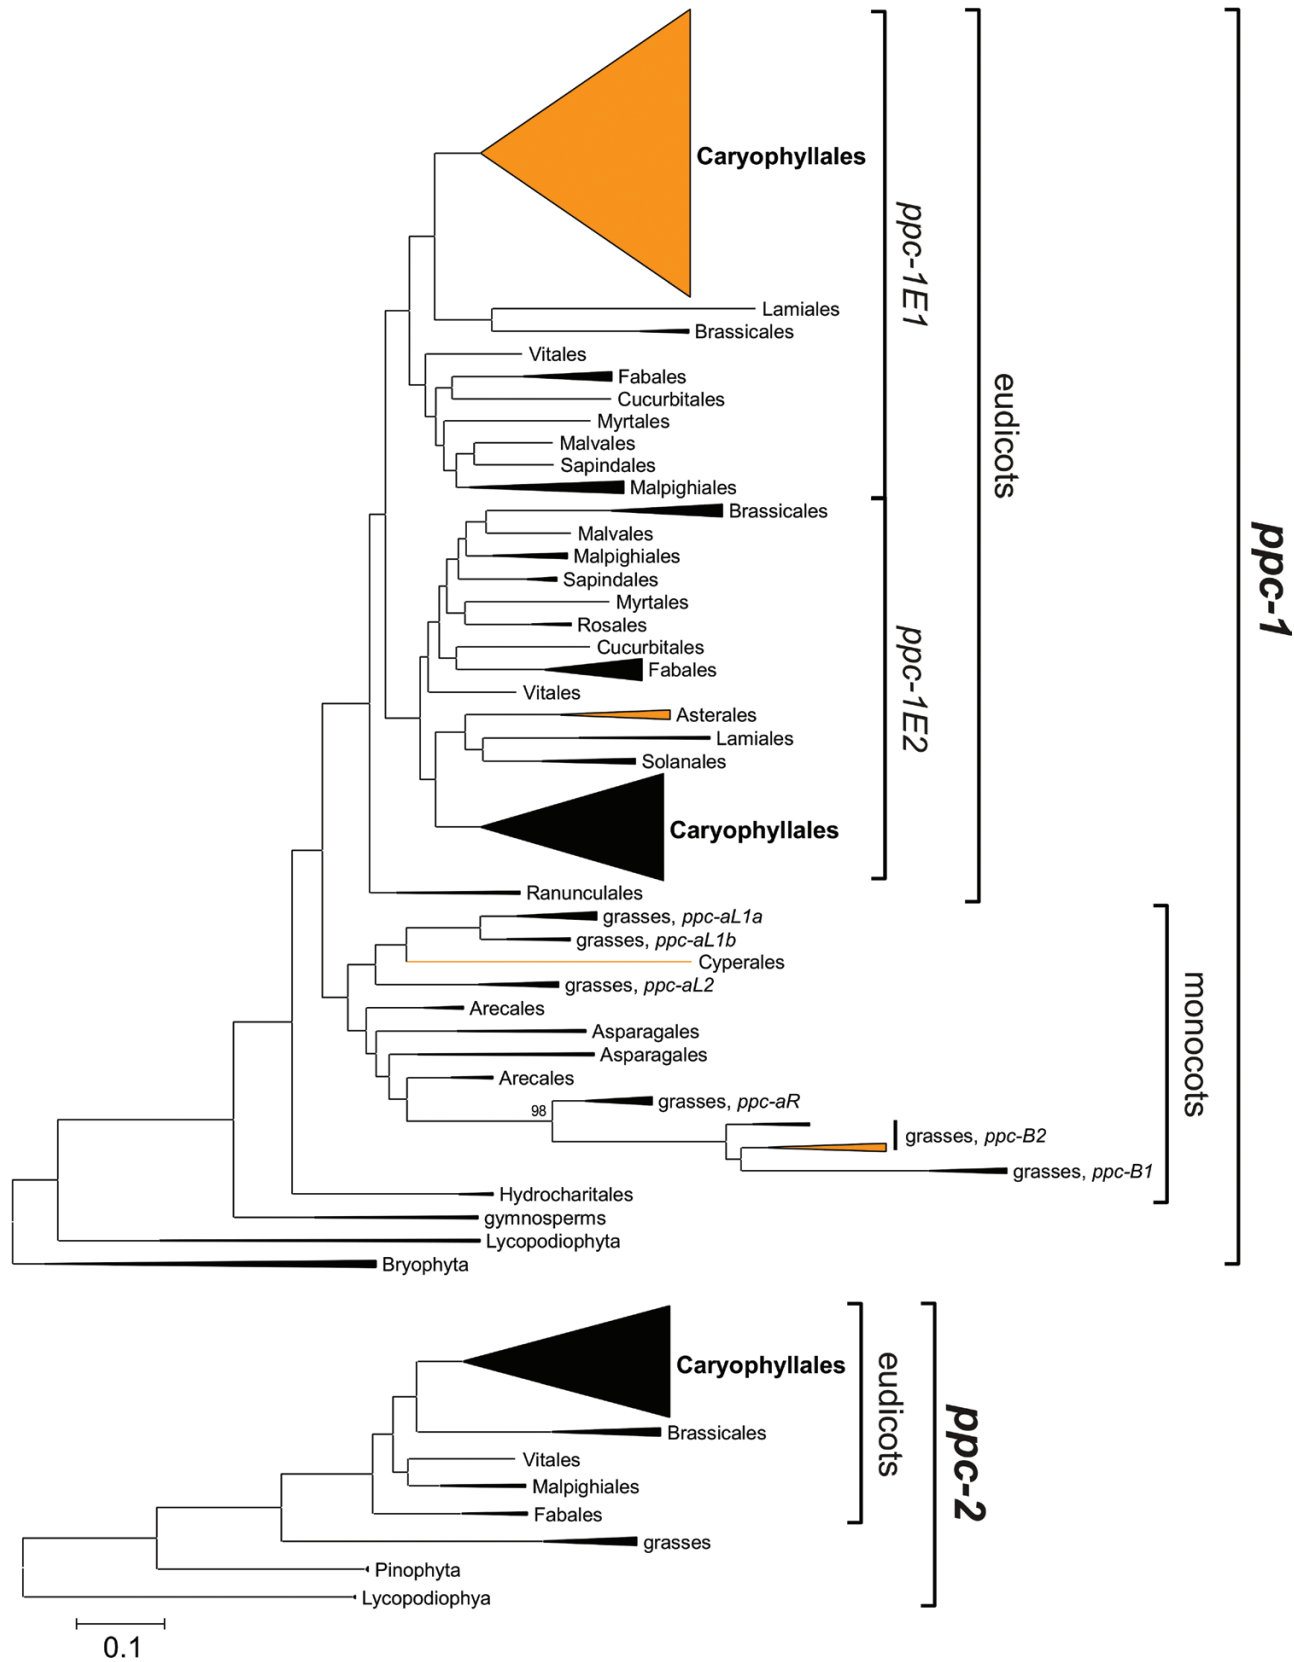 Caryophyllales
Lamiales
Brassicales
Vitales
Fabales
Cucurbitales
Myrtales
Malvales
Sapindales
Malpighiales
ppc-1E1
Brassicales
Malvales
Malpighiales
Sapindales
Myrtales
Rosales
Cucurbitales
Fabales
Vitales
Asterales
Lamiales
Solanales
Caryophyllales
ppc-1E2
Ranunculales
eudicots
grasses, ppc-aL1a
grasses, ppc-aL1b
Cyperales
grasses, ppc-aL2
Arecales
Asparagales
Asparagales
Arecales
98
grasses, ppc-aR
grasses, ppc-B2
grasses, ppc-B1
Hydrocharitales
monocots
gymnosperms
Lycopodiophyta
Bryophyta
ppc-1
Caryophyllales
Brassicales
Vitales
Malpighiales
Fabales
eudicots
grasses
Pinophyta
Lycopodiophya
ppc-2
0.1